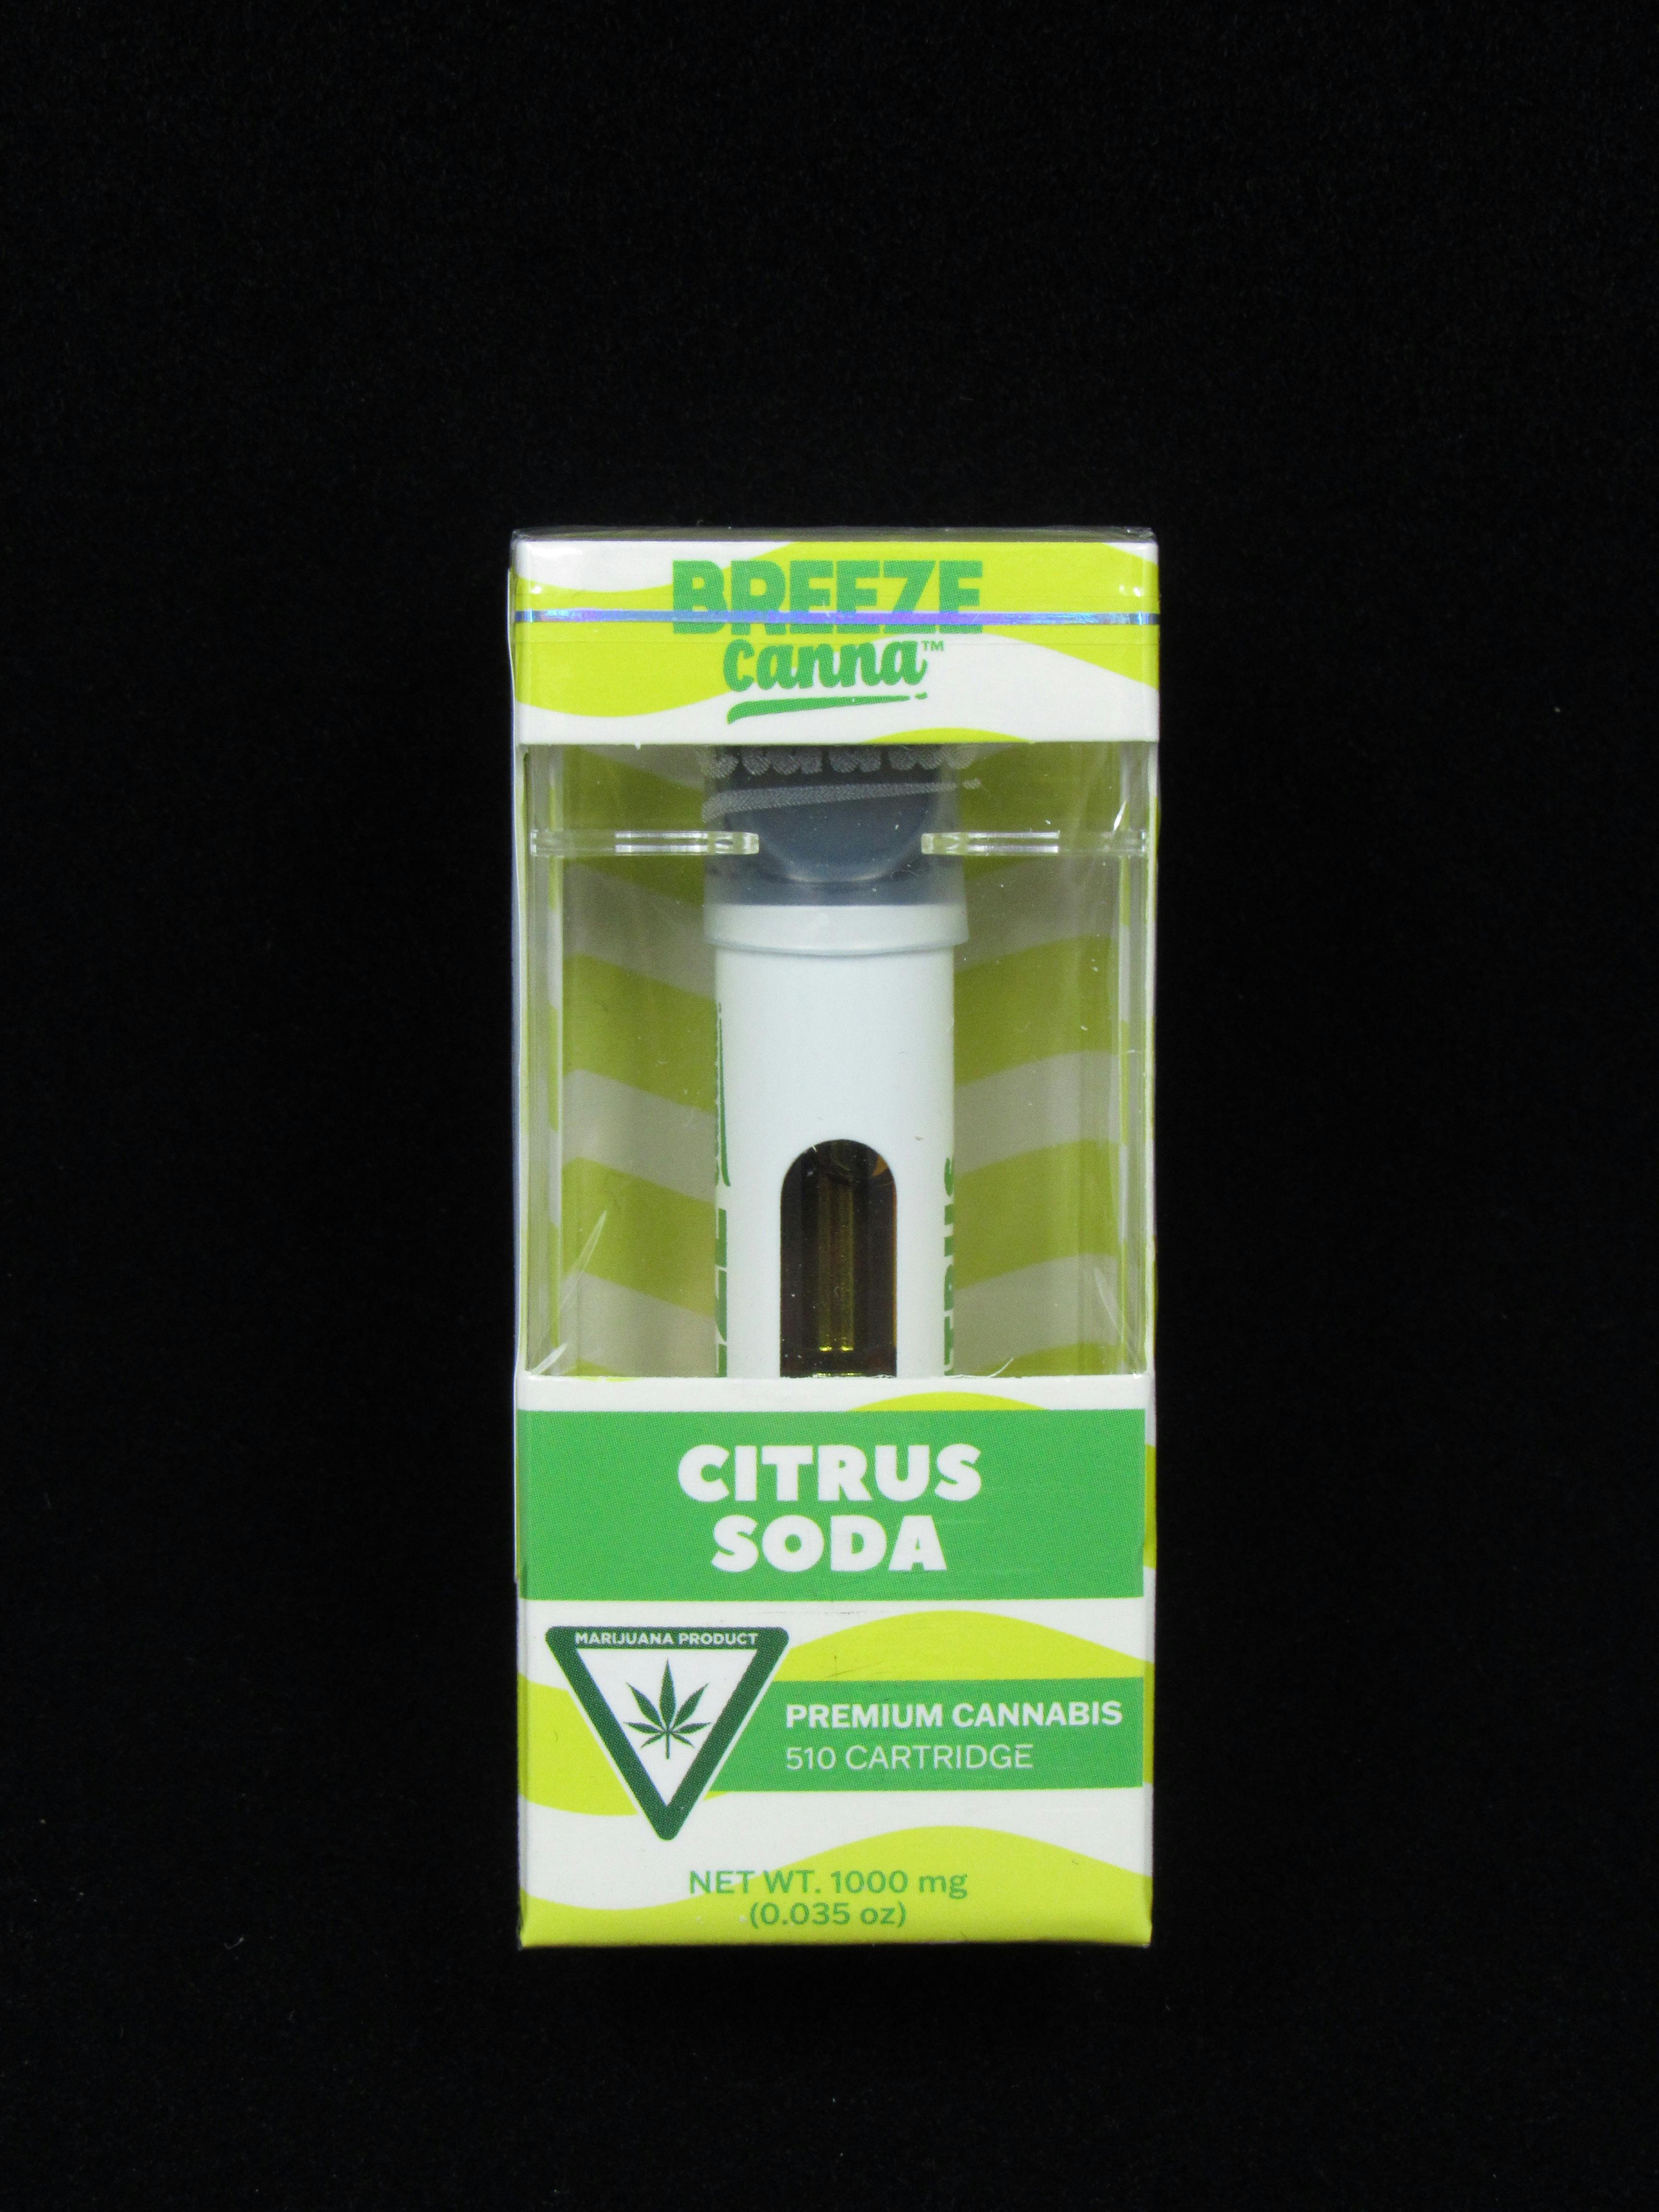 BREEZE
Canna™
CITRUS
SODA
MARIJUANA PRODUCT
PREMIUM CANNABIS
510 CARTRIDGE
NET WT. 1000 mg
(0.035 oz)